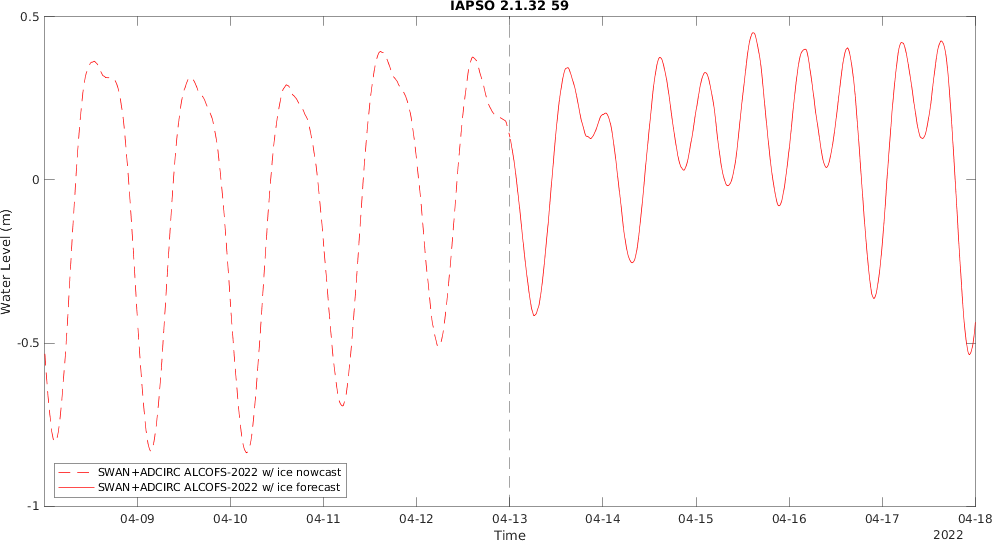 IAPSO 2.1.32 59
0.5
0
-0.5
-1
Water Level (m)
SWAN+ADCIRC ALCOFS-2022 w/ ice nowcast
SWAN+ADCIRC ALCOFS-2022 w/ ice forecast
04-09 04-10 04-11 04-12 04-13 04-14 04-15 04-16 04-17 04-18
Time
2022